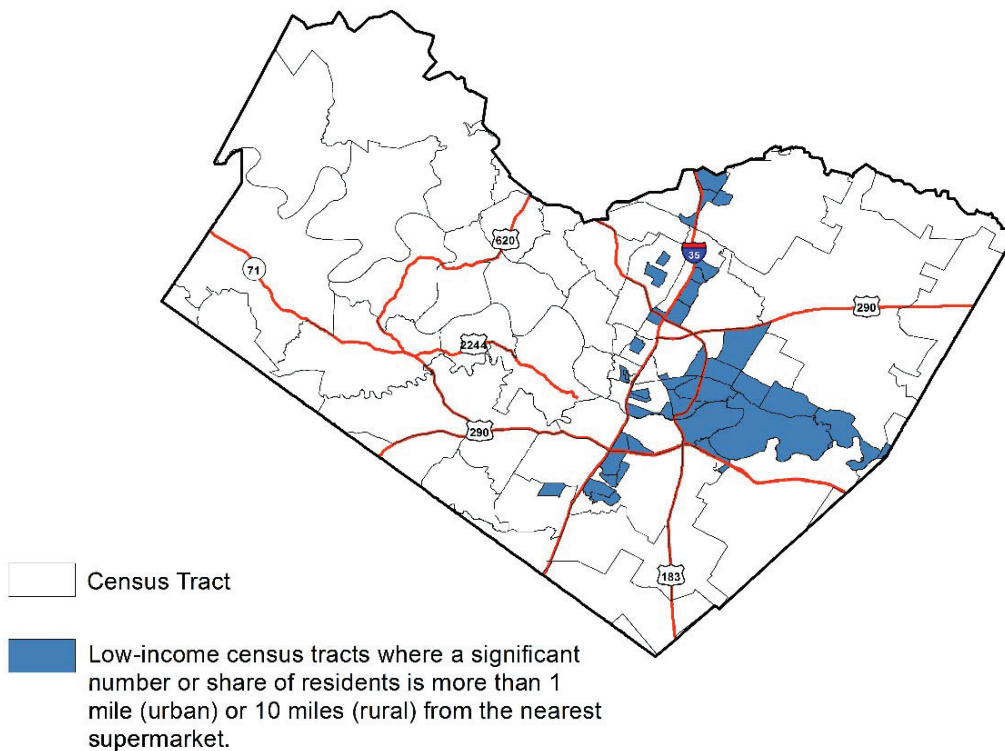 620
35
71
290
2244
290
183
Census Tract
Low-income census tracts where a significant
number or share of residents is more than 1
mile (urban) or 10 miles (rural) from the nearest
supermarket.